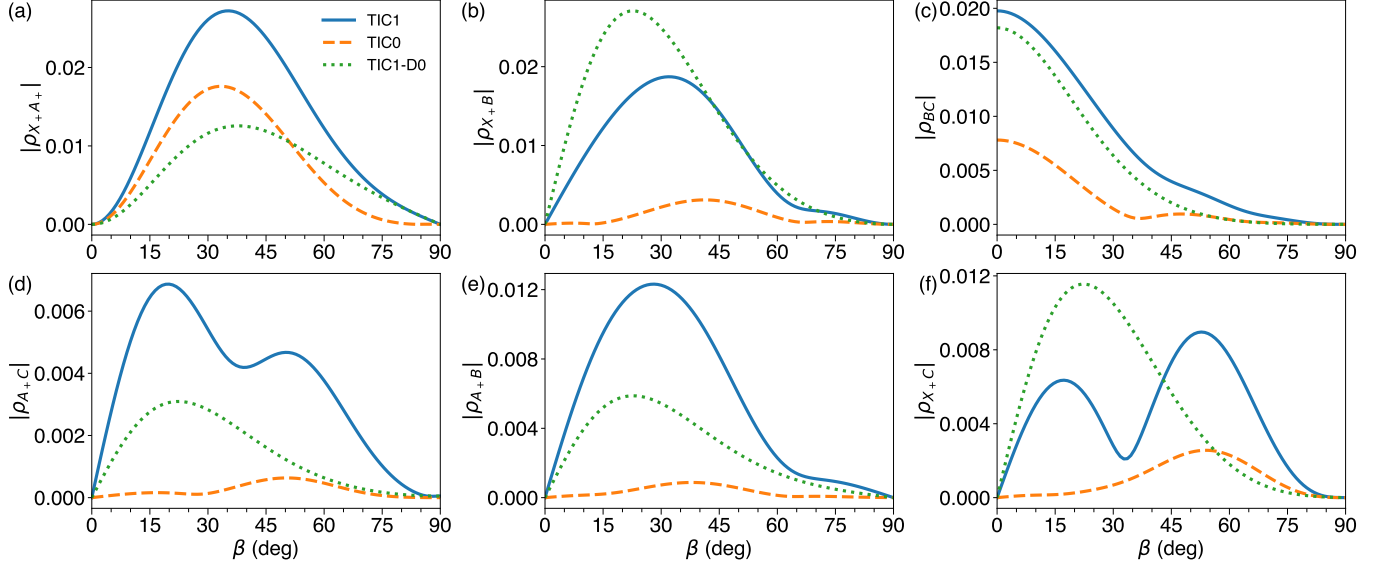 (a)
|ρX+A+|
0.02
0.01
0.00
0 15 30 45 60 75 90
TIC1
TIC0
TIC1-D0
(b)
|ρX+B|
0.02
0.01
0.00
0 15 30 45 60 75 90
(c)
|ρBC|
0.020
0.015
0.010
0.005
0.000
0 15 30 45 60 75 90
(d)
|ρA+C|
0.006
0.004
0.002
0.000
0 15 30 45 60 75 90
β (deg)
(e)
|ρA+B|
0.012
0.008
0.004
0.000
0 15 30 45 60 75 90
β (deg)
(f)
|ρX+C|
0.012
0.008
0.004
0.000
0 15 30 45 60 75 90
β (deg)